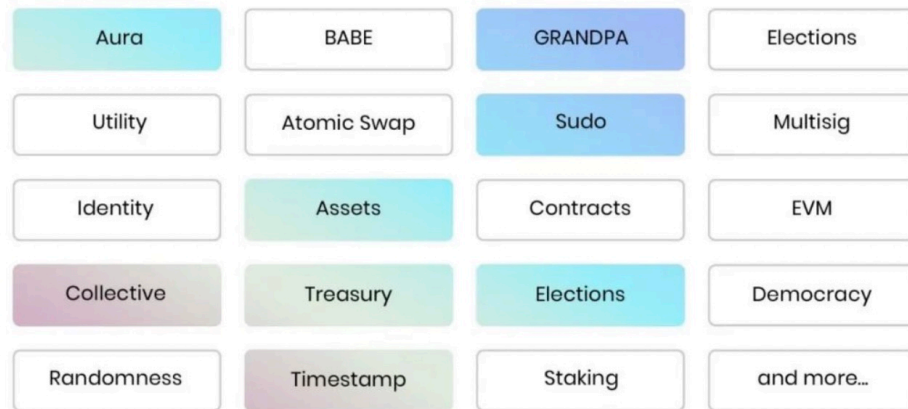 Aura
BABE
GRANDPA
Elections
Utility
Atomic Swap
Sudo
Multisig
Identity
Assets
Contracts
EVM
Collective
Treasury
Elections
Democracy
Randomness
Timestamp
Staking
and more...